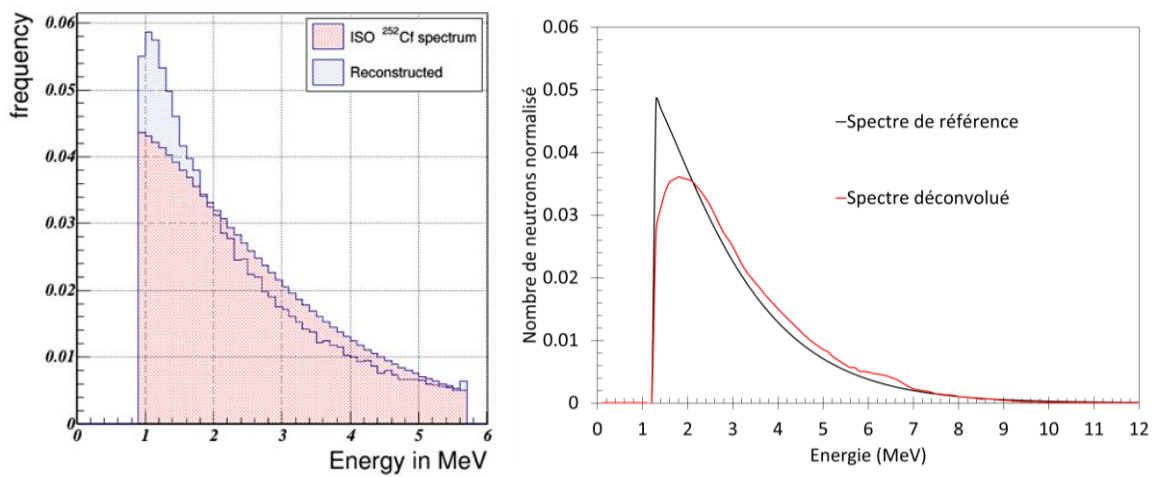 frequency
0.06
0.05
0.04
0.03
0.02
0.01
0
0 1 2 3 4 5 6
Energy in MeV
ISO ²⁵²Cf spectrum
Reconstructed
Nombre de neutrons normalisé
0.06
0.05
0.04
0.03
0.02
0.01
0
0 1 2 3 4 5 6 7 8 9 10 11 12
Energie (MeV)
Spectre de référence
Spectre déconvolué